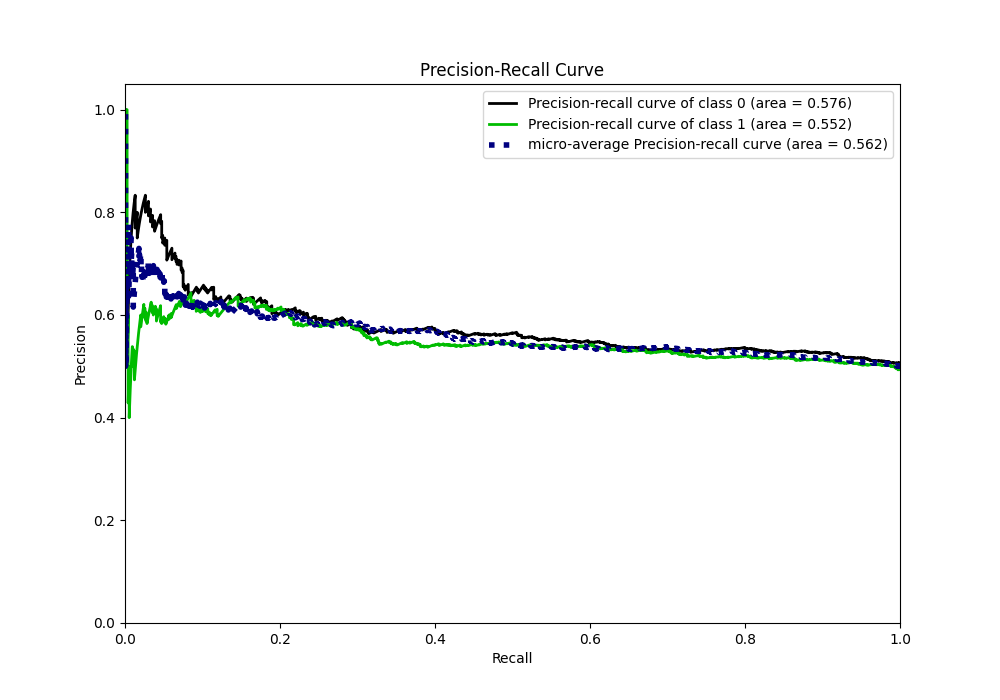 Precision-Recall Curve
Precision-recall curve of class 0 (area = 0.576)
Precision-recall curve of class 1 (area = 0.552)
micro-average Precision-recall curve (area = 0.562)
1.0
0.8
0.6
0.4
0.2
0.0
Precision
0.0 0.2 0.4 0.6 0.8 1.0
Recall